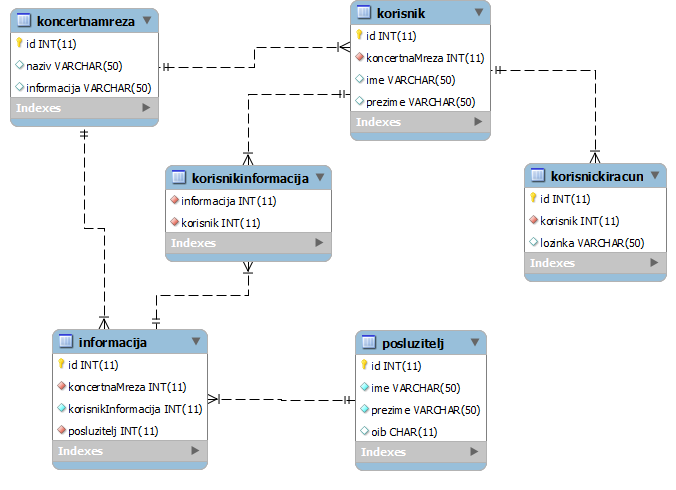 koncertnamreza
id INT(11)
naziv VARCHAR(50)
informacija VARCHAR(50)
Indexes
korisnik
id INT(11)
koncertnaMreza INT(11)
ime VARCHAR(50)
prezime VARCHAR(50)
Indexes
korisnikinformacija
informacija INT(11)
korisnik INT(11)
Indexes
korisnickiracun
id INT(11)
korisnik INT(11)
lozinka VARCHAR(50)
Indexes
informacija
id INT(11)
koncertnaMreza INT(11)
korisnikInformacija INT(11)
posluzitelj INT(11)
Indexes
posluzitelj
id INT(11)
ime VARCHAR(50)
prezime VARCHAR(50)
oib CHAR(11)
Indexes